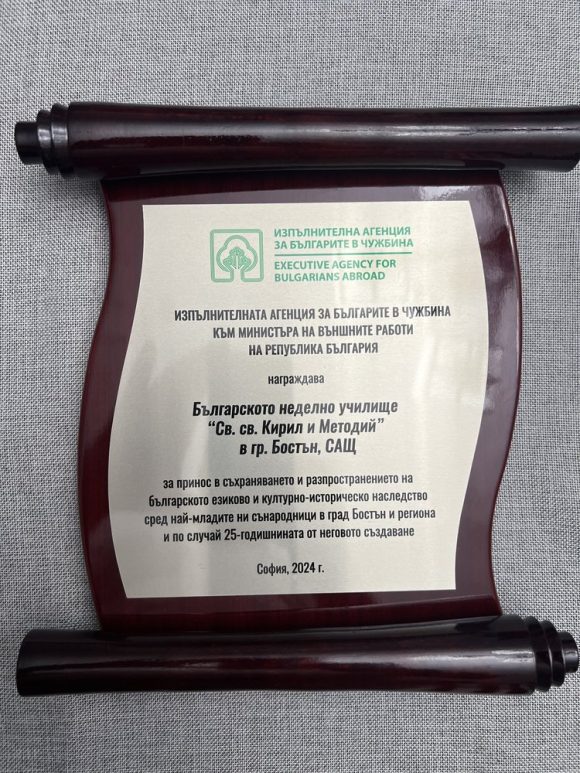 ИЗПЪЛНИТЕЛНА АГЕНЦИЯ
ЗА БЪЛГАРИТЕ В ЧУЖБИНА
EXECUTIVE AGENCY FOR
BULGARIANS ABROAD
ИЗПЪЛНИТЕЛНАТА АГЕНЦИЯ ЗА БЪЛГАРИТЕ В ЧУЖБИНА
КЪМ МИНИСТЪРА НА ВЪНШНИТЕ РАБОТИ
НА РЕПУБЛИКА БЪЛГАРИЯ
награждава
Българското неделно училище
“Св. св. Кирил и Методий”
в гр. Бостън, САЩ
за принос в съхраняването и разпространението на
българското езиково и културно-историческо наследство
сред най-младите ни сънародници в град Бостън и региона
и по случай 25-годишнината от неговото създаване
София, 2024 г.